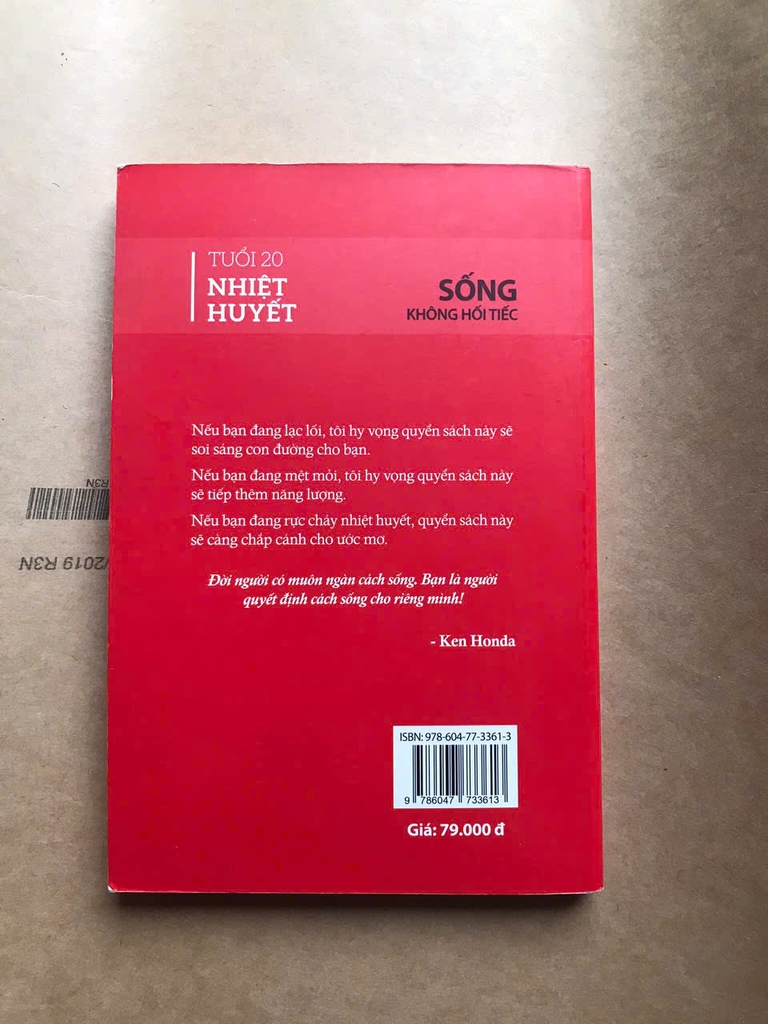 TUỔI 20
NHIỆT
HUYẾT
SỐNG
KHÔNG HỐI TIẾC
Nếu bạn đang lạc lối, tôi hy vọng quyển sách này sẽ
soi sáng con đường cho bạn.
Nếu bạn đang mệt mỏi, tôi hy vọng quyển sách này
sẽ tiếp thêm năng lượng.
Nếu bạn đang rực cháy nhiệt huyết, quyển sách này
sẽ càng chắp cánh cho ước mơ.
Đời người có muôn ngàn cách sống. Bạn là người
quyết định cách sống cho riêng mình!
- Ken Honda
R3N
/2019 R3N
ISBN: 978-604-77-3361-3
9 786047 733613
Giá: 79.000 đ